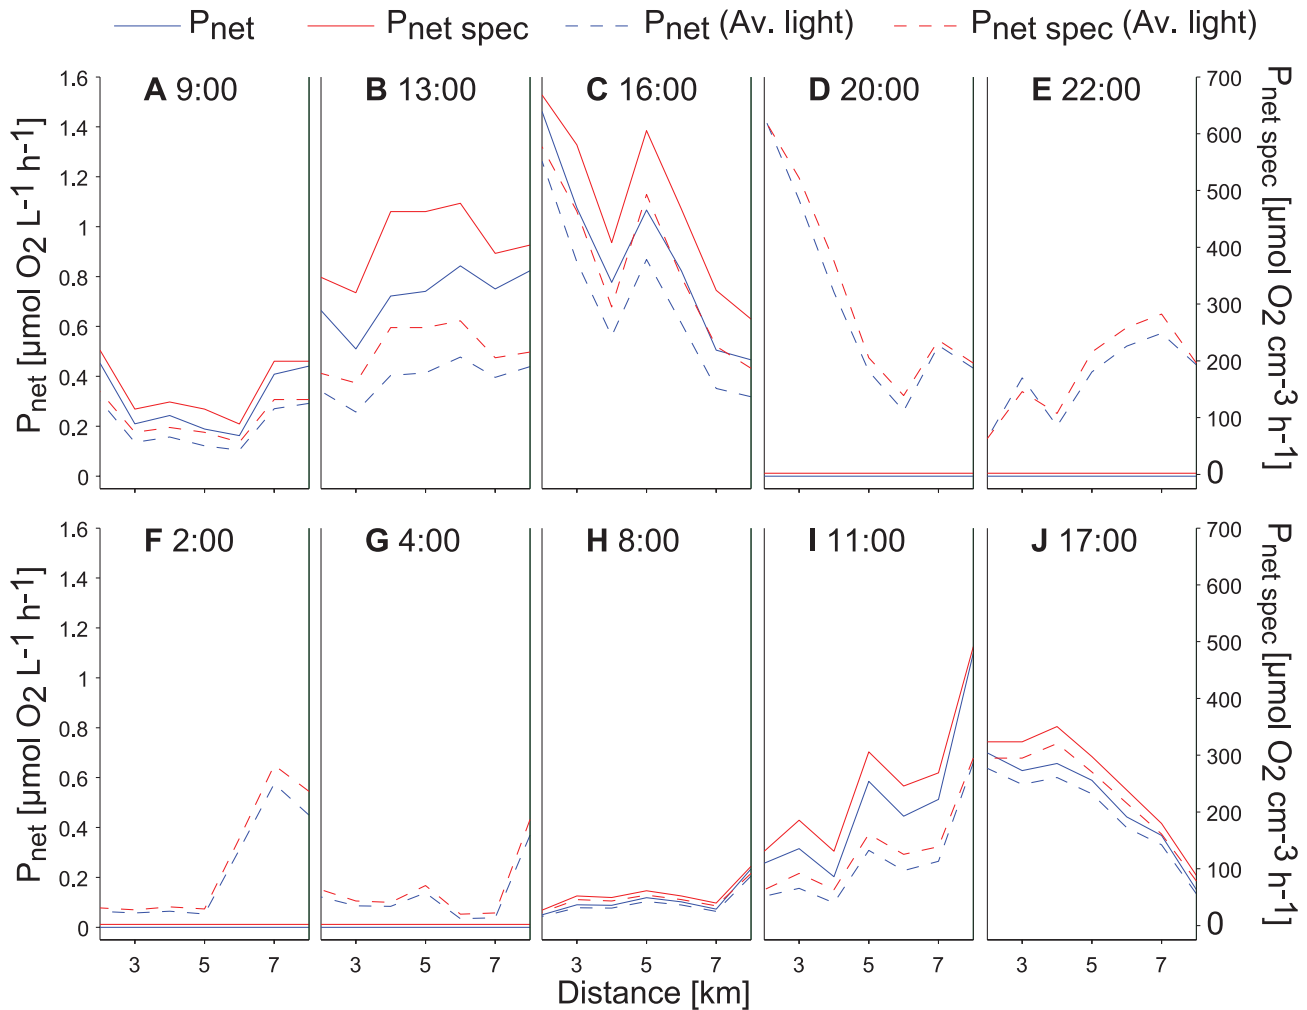 Pnet Pnet spec Pnet (Av. light) Pnet spec (Av. light)
A 9:00 B 13:00 C 16:00 D 20:00 E 22:00
1.6 700
1.4 600
1.2 500
1 400
0.8 300
0.6 200
0.4 100
0.2 0
0
Pnet [µmol O2 L-1 h-1]
Pnet spec [µmol O2 cm-3 h-1]
F 2:00 G 4:00 H 8:00 I 11:00 J 17:00
1.6 700
1.4 600
1.2 500
1 400
0.8 300
0.6 200
0.4 100
0.2 0
0
Pnet [µmol O2 L-1 h-1]
Pnet spec [µmol O2 cm-3 h-1]
3 5 7 3 5 7 3 5 7 3 5 7 3 5 7
Distance [km]